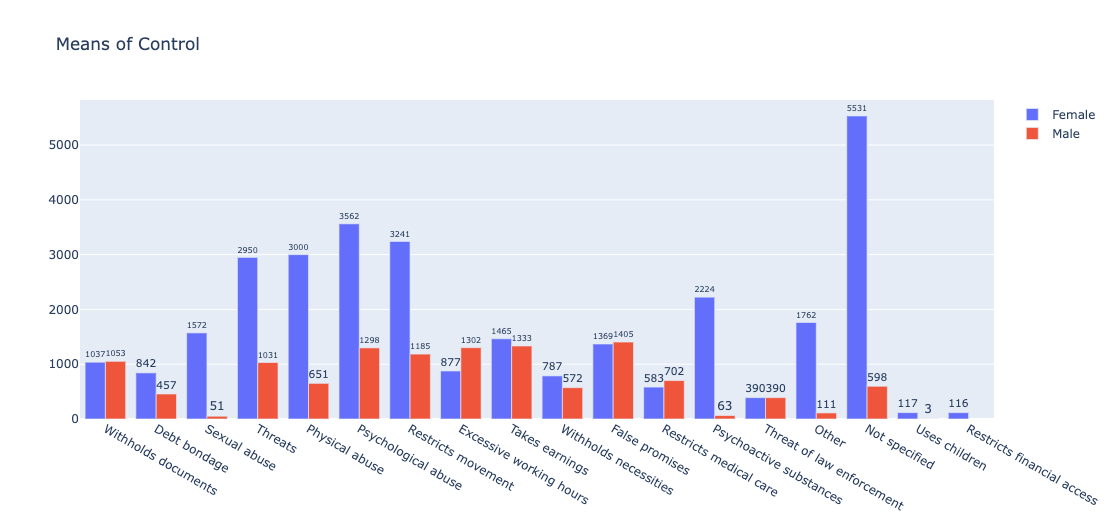 Means of Control
Female
Male
5000
4000
3000
2000
1000
0
1037
1053
842
457
1572
51
2950
1031
3000
651
3562
1298
3241
1185
877
1302
1465
1333
787
572
1369
1405
583
702
2224
63
390
390
1762
111
5531
598
117
3
116
Withholds documents
Debt bondage
Sexual abuse
Threats
Physical abuse
Psychological abuse
Restricts movement
Excessive working hours
Takes earnings
Withholds necessities
False promises
Restricts medical care
Psychoactive substances
Threat of law enforcement
Other
Not specified
Uses children
Restricts financial access